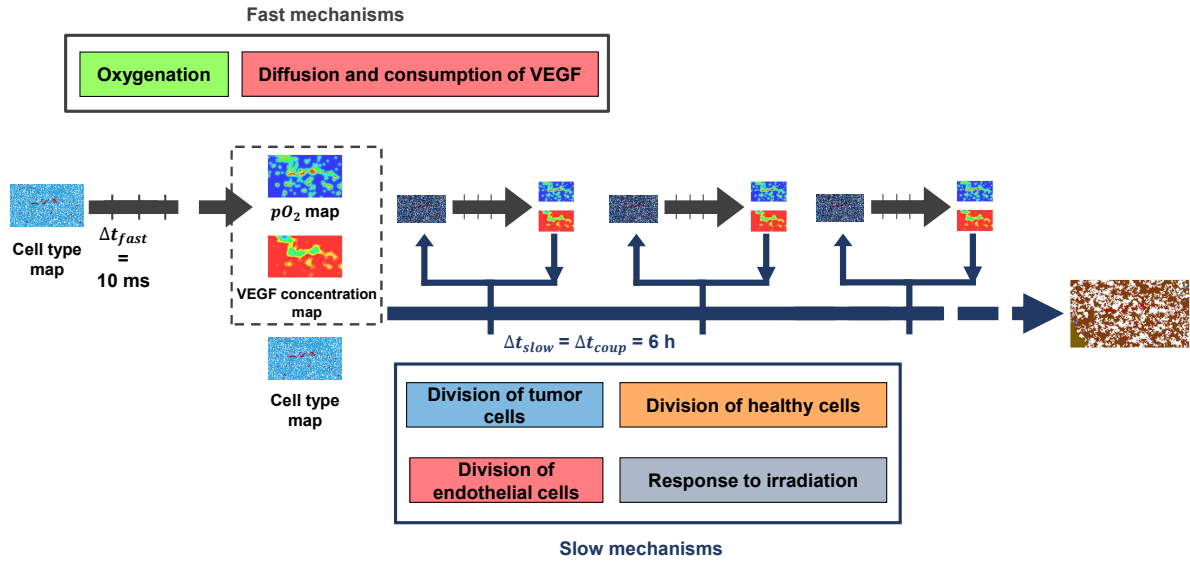 Fast mechanisms
Oxygenation
Diffusion and consumption of VEGF
pO₂ map
Cell type
map
Δt_fast
=
10 ms
VEGF concentration
map
Δt_slow = Δt_coup = 6 h
Cell type
map
Division of tumor
cells
Division of healthy cells
Division of
endothelial cells
Response to irradiation
Slow mechanisms